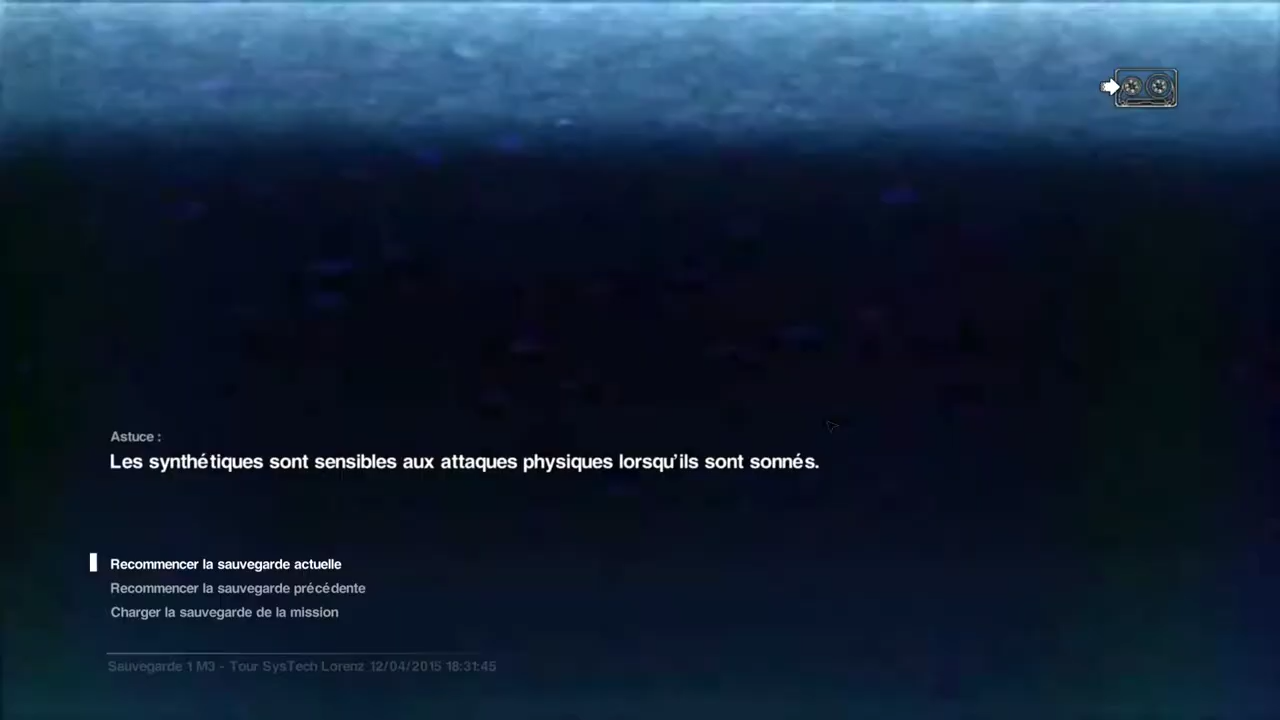 Astuce :
Les synthétiques sont sensibles aux attaques physiques lorsqu'ils sont sonnés.
Recommencer la sauvegarde actuelle
Recommencer la sauvegarde précédente
Charger la sauvegarde de la mission
Sauvegarde 1 M3 - Tour SysTech Lorenz 12/04/2015 18:31:45